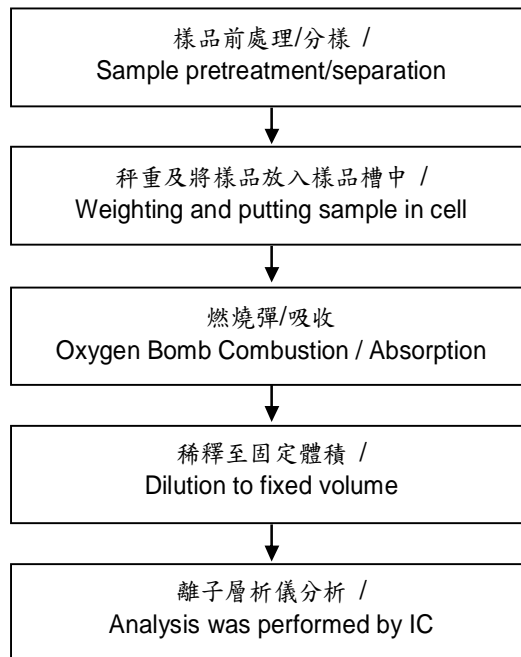 樣品前處理/分樣 /
Sample pretreatment/separation
秤重及將樣品放入樣品槽中 /
Weighting and putting sample in cell
燃燒彈/吸收
Oxygen Bomb Combustion / Absorption
稀釋至固定體積 /
Dilution to fixed volume
離子層析儀分析 /
Analysis was performed by IC